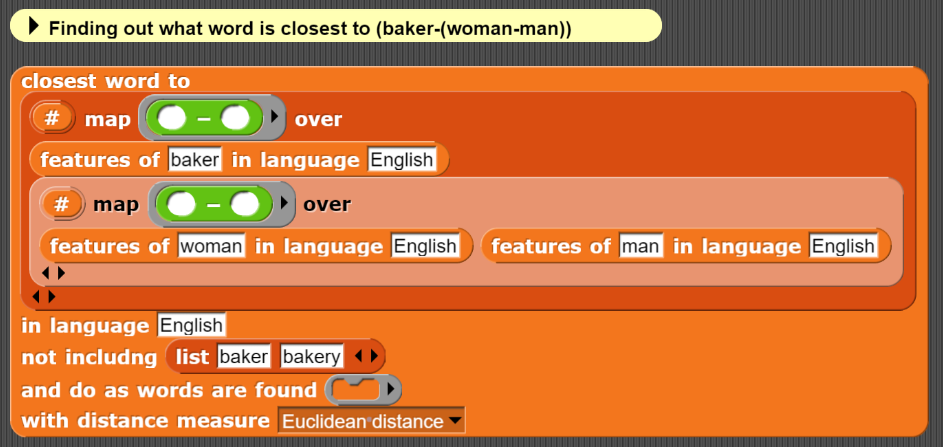 Finding out what word is closest to (baker-(woman-man))
closest word to
# map – over
features of baker in language English
# map – over
features of woman in language English features of man in language English
in language English
not includng list baker bakery
and do as words are found
with distance measure Euclidean distance